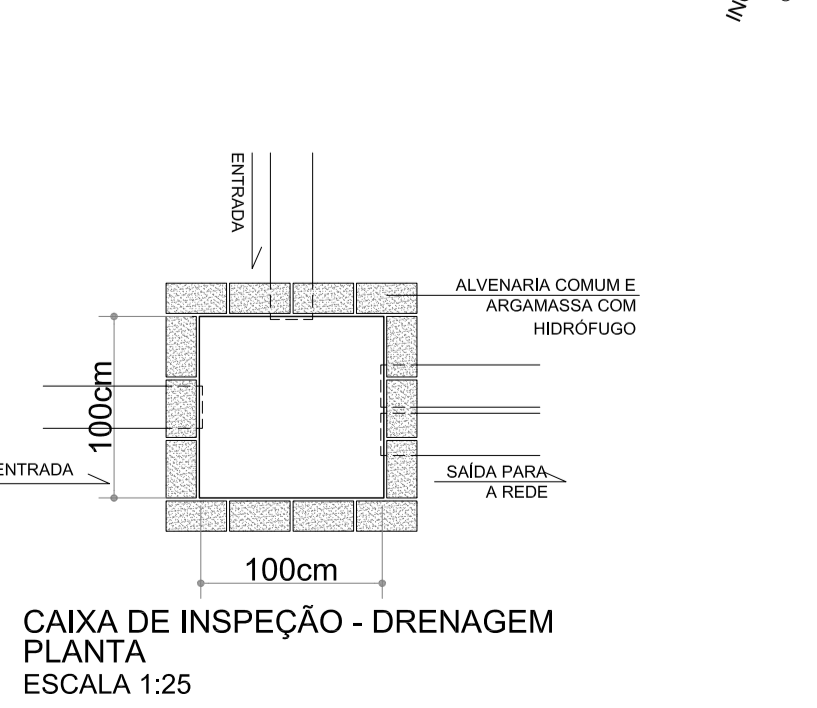 ENTRADA
ALVENARIA COMUM E
ARGAMASSA COM
HIDRÓFUGO
100cm
ENTRADA
SAÍDA PARA
A REDE
100cm
CAIXA DE INSPEÇÃO - DRENAGEM
PLANTA
ESCALA 1:25